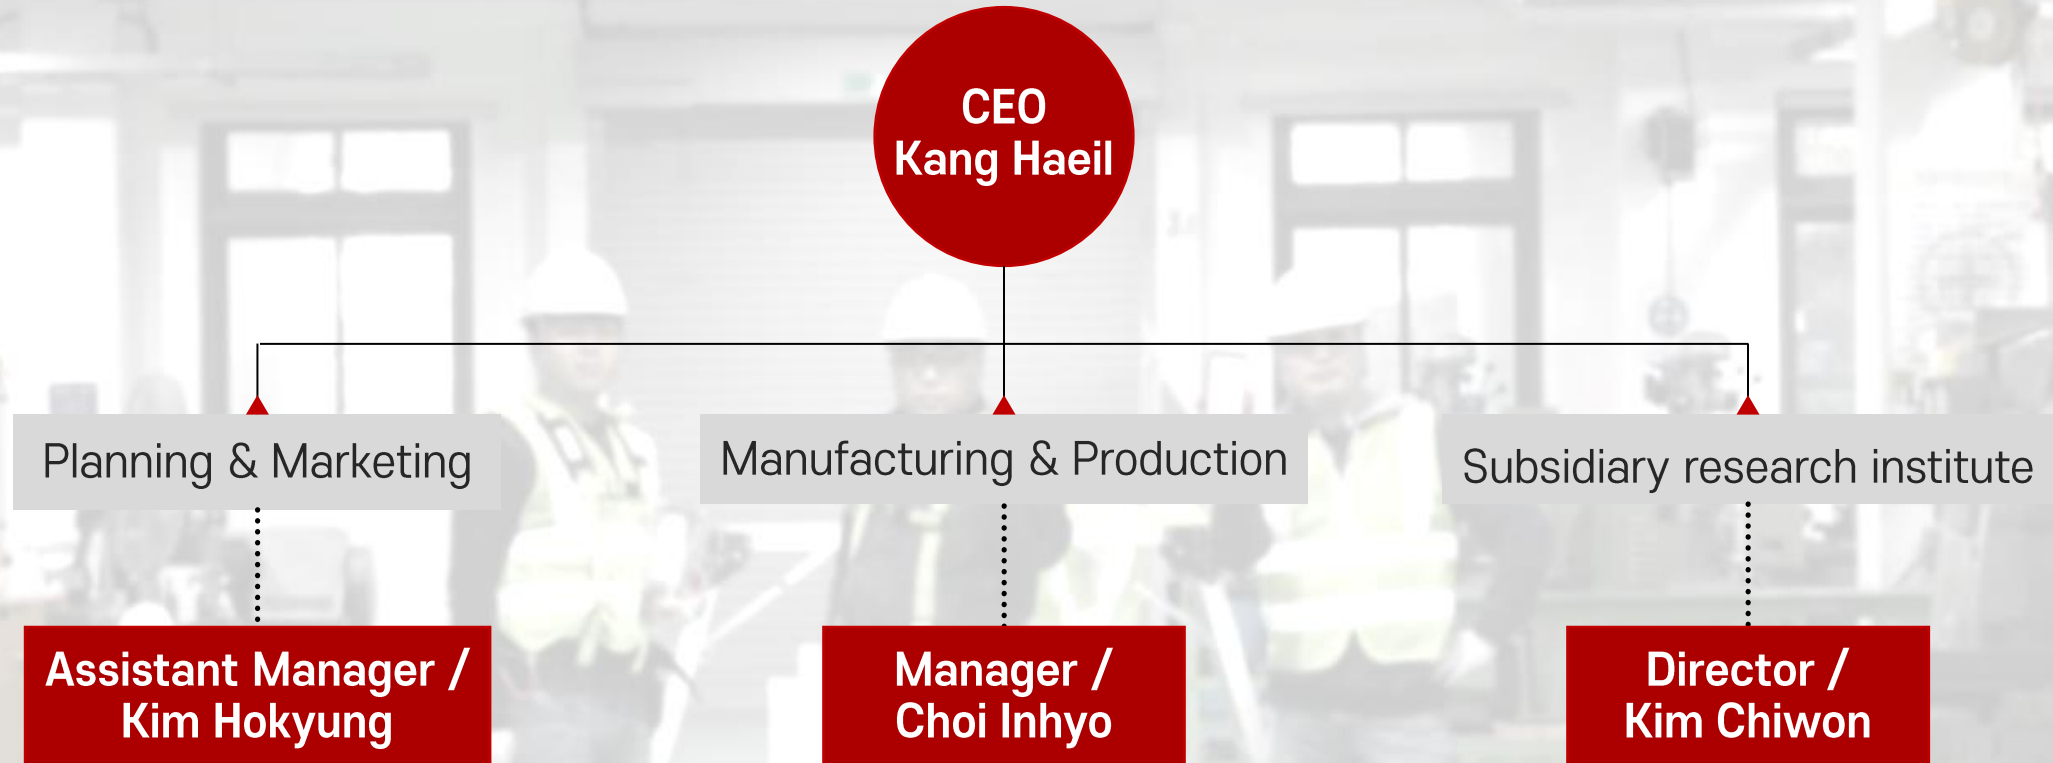 CEO
Kang Haeil
Planning & Marketing
Manufacturing & Production
Subsidiary research institute
Assistant Manager /
Kim Hokyung
Manager /
Choi Inhyo
Director /
Kim Chiwon